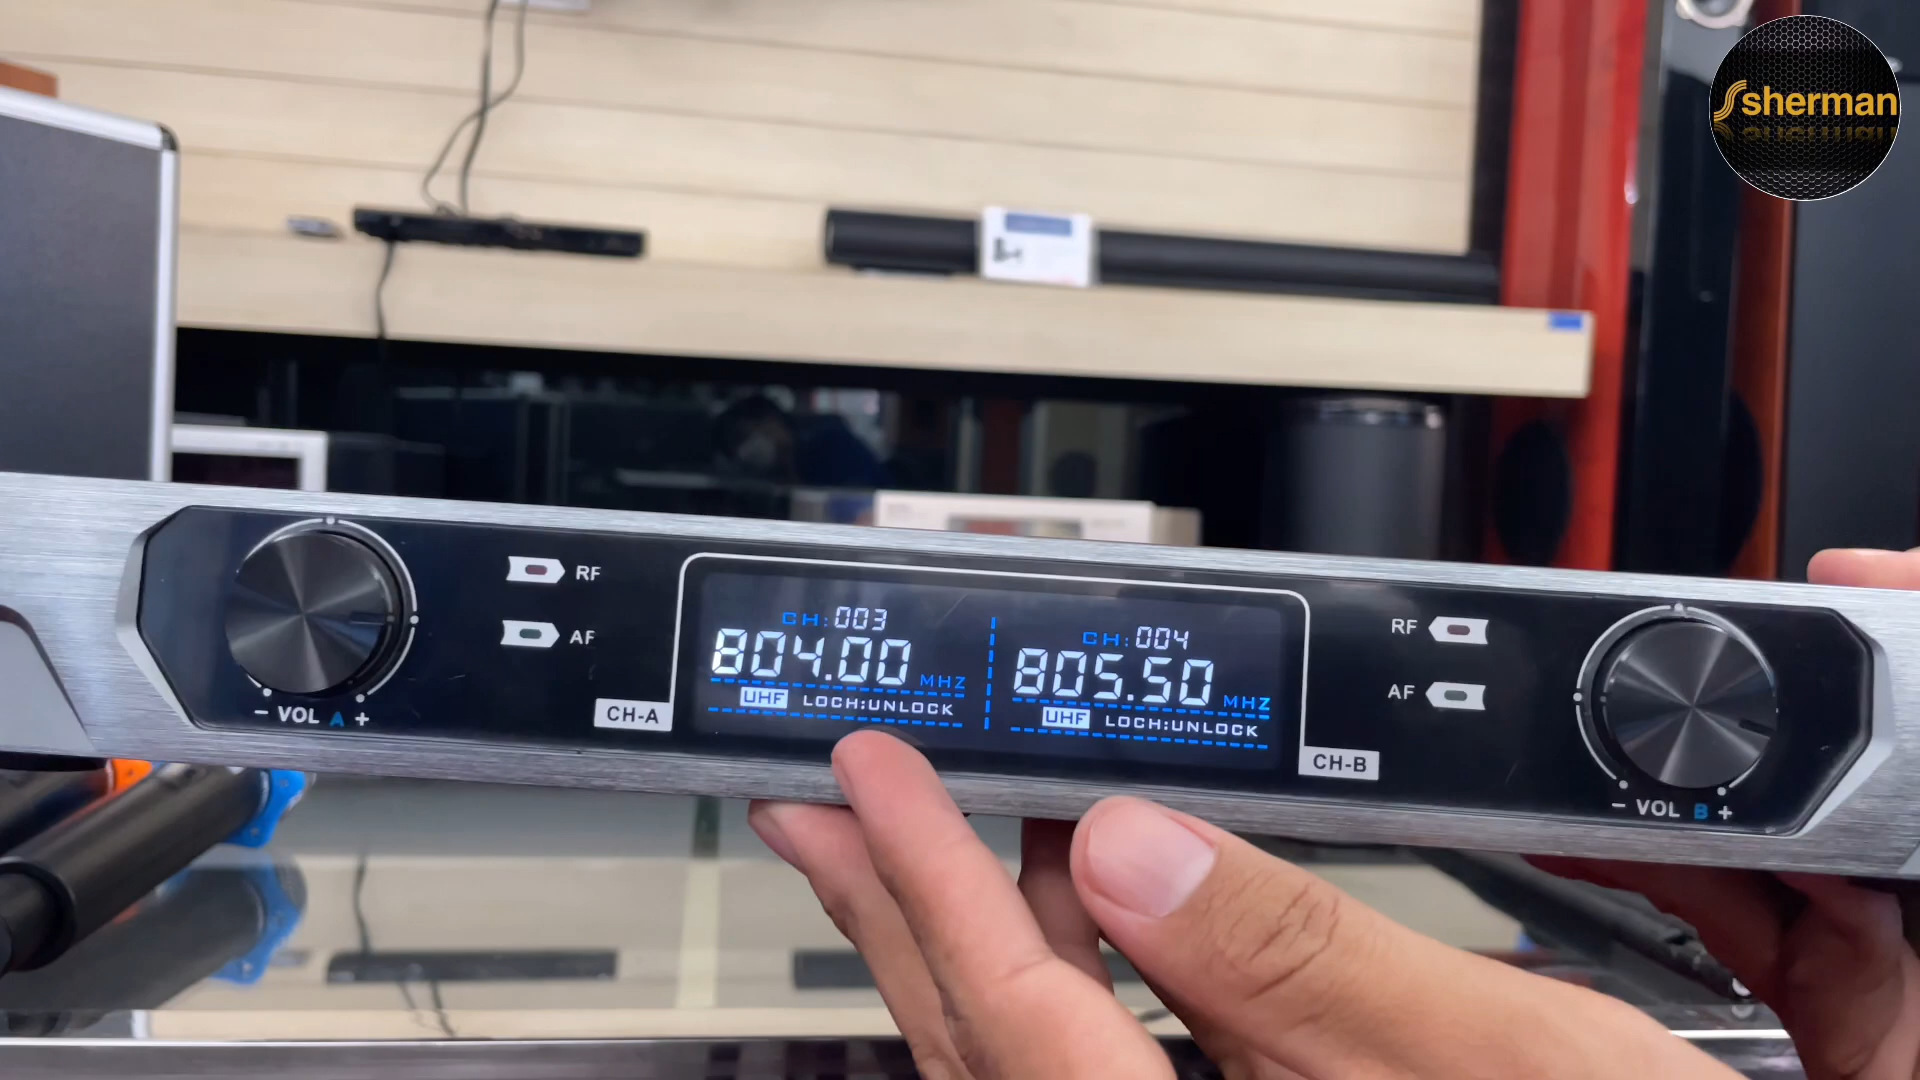 sherman
RF
AF
CH-A
- VOL A +
CH:003
804.00 MHZ
UHF LOCH:UNLOCK
CH:004
805.50 MHZ
UHF LOCH:UNLOCK
CH-B
RF
AF
- VOL B +